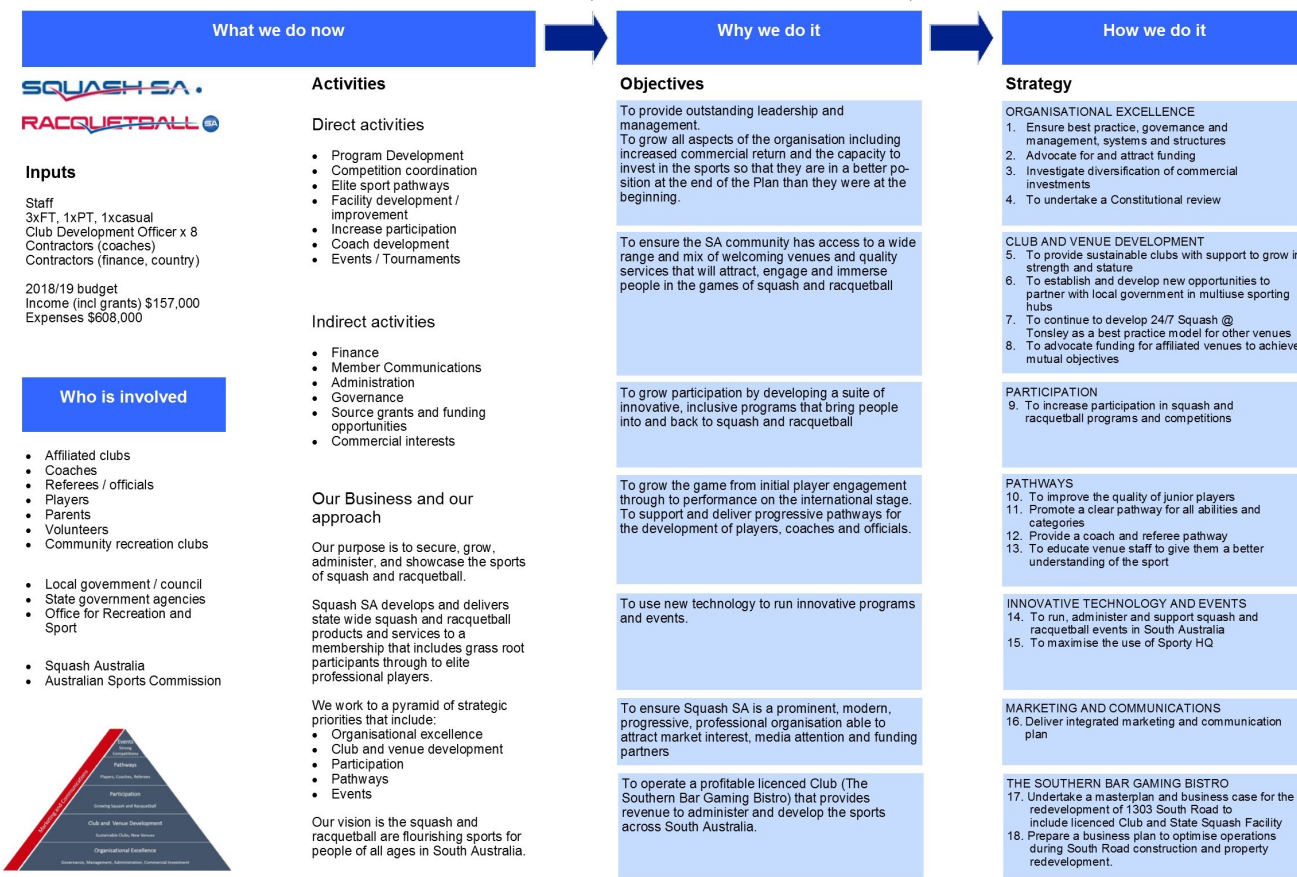 What we do now
Why we do it
How we do it
SQUASH SA
RACQUETBALL SA
Inputs
Staff
3xFT, 1xPT, 1xcasual
Club Development Officer x 8
Contractors (coaches)
Contractors (finance, country)
2018/19 budget
Income (incl grants) $157,000
Expenses $608,000
Who is involved
• Affiliated clubs
• Coaches
• Referees / officials
• Players
• Parents
• Volunteers
• Community recreation clubs
• Local government / council
• State government agencies
• Office for Recreation and
Sport
• Squash Australia
• Australian Sports Commission
Marketing and Communications
Events
Strong
Competitions
Pathways
Players, Coaches, Referees
Participation
Growing Squash and Racquetball
Club and Venue Development
Sustainable Clubs, New Venues
Organisational Excellence
Governance, Management, Administration, Commercial Investment
Activities
Direct activities
• Program Development
• Competition coordination
• Elite sport pathways
• Facility development /
improvement
• Increase participation
• Coach development
• Events / Tournaments
Indirect activities
• Finance
• Member Communications
• Administration
• Governance
• Source grants and funding
opportunities
• Commercial interests
Our Business and our
approach
Our purpose is to secure, grow,
administer, and showcase the sports
of squash and racquetball.
Squash SA develops and delivers
state wide squash and racquetball
products and services to a
membership that includes grass root
participants through to elite
professional players.
We work to a pyramid of strategic
priorities that include:
• Organisational excellence
• Club and venue development
• Participation
• Pathways
• Events
Our vision is the squash and
racquetball are flourishing sports for
people of all ages in South Australia.
Objectives
To provide outstanding leadership and
management.
To grow all aspects of the organisation including
increased commercial return and the capacity to
invest in the sports so that they are in a better po-
sition at the end of the Plan than they were at the
beginning.
To ensure the SA community has access to a wide
range and mix of welcoming venues and quality
services that will attract, engage and immerse
people in the games of squash and racquetball
To grow participation by developing a suite of
innovative, inclusive programs that bring people
into and back to squash and racquetball
To grow the game from initial player engagement
through to performance on the international stage.
To support and deliver progressive pathways for
the development of players, coaches and officials.
To use new technology to run innovative programs
and events.
To ensure Squash SA is a prominent, modern,
progressive, professional organisation able to
attract market interest, media attention and funding
partners
To operate a profitable licenced Club (The
Southern Bar Gaming Bistro) that provides
revenue to administer and develop the sports
across South Australia.
Strategy
ORGANISATIONAL EXCELLENCE
1. Ensure best practice, governance and
management, systems and structures
2. Advocate for and attract funding
3. Investigate diversification of commercial
investments
4. To undertake a Constitutional review
CLUB AND VENUE DEVELOPMENT
5. To provide sustainable clubs with support to grow in
strength and stature
6. To establish and develop new opportunities to
partner with local government in multiuse sporting
hubs
7. To continue to develop 24/7 Squash @
Tonsley as a best practice model for other venues
8. To advocate funding for affiliated venues to achieve
mutual objectives
PARTICIPATION
9. To increase participation in squash and
racquetball programs and competitions
PATHWAYS
10. To improve the quality of junior players
11. Promote a clear pathway for all abilities and
categories
12. Provide a coach and referee pathway
13. To educate venue staff to give them a better
understanding of the sport
INNOVATIVE TECHNOLOGY AND EVENTS
14. To run, administer and support squash and
racquetball events in South Australia
15. To maximise the use of Sporty HQ
MARKETING AND COMMUNICATIONS
16. Deliver integrated marketing and communication
plan
THE SOUTHERN BAR GAMING BISTRO
17. Undertake a masterplan and business case for the
redevelopment of 1303 South Road to
include licenced Club and State Squash Facility
18. Prepare a business plan to optimise operations
during South Road construction and property
redevelopment.